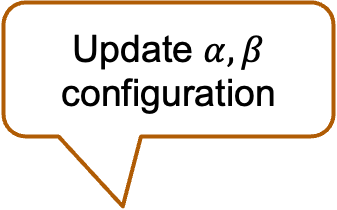 Update 𝛼, 𝛽
configuration